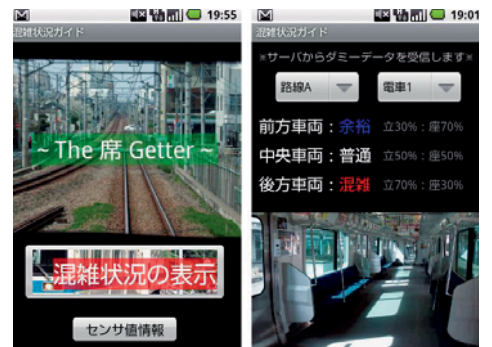 19:55
混雑状況ガイド
~ The 席 Getter ~
混雑状況の表示
センサ値情報
19:01
混雑状況ガイド
※サーバからダミーデータを受信します※
路線A 電車1
前方車両：余裕 立30%：座70%
中央車両：普通 立50%：座50%
後方車両：混雑 立70%：座30%